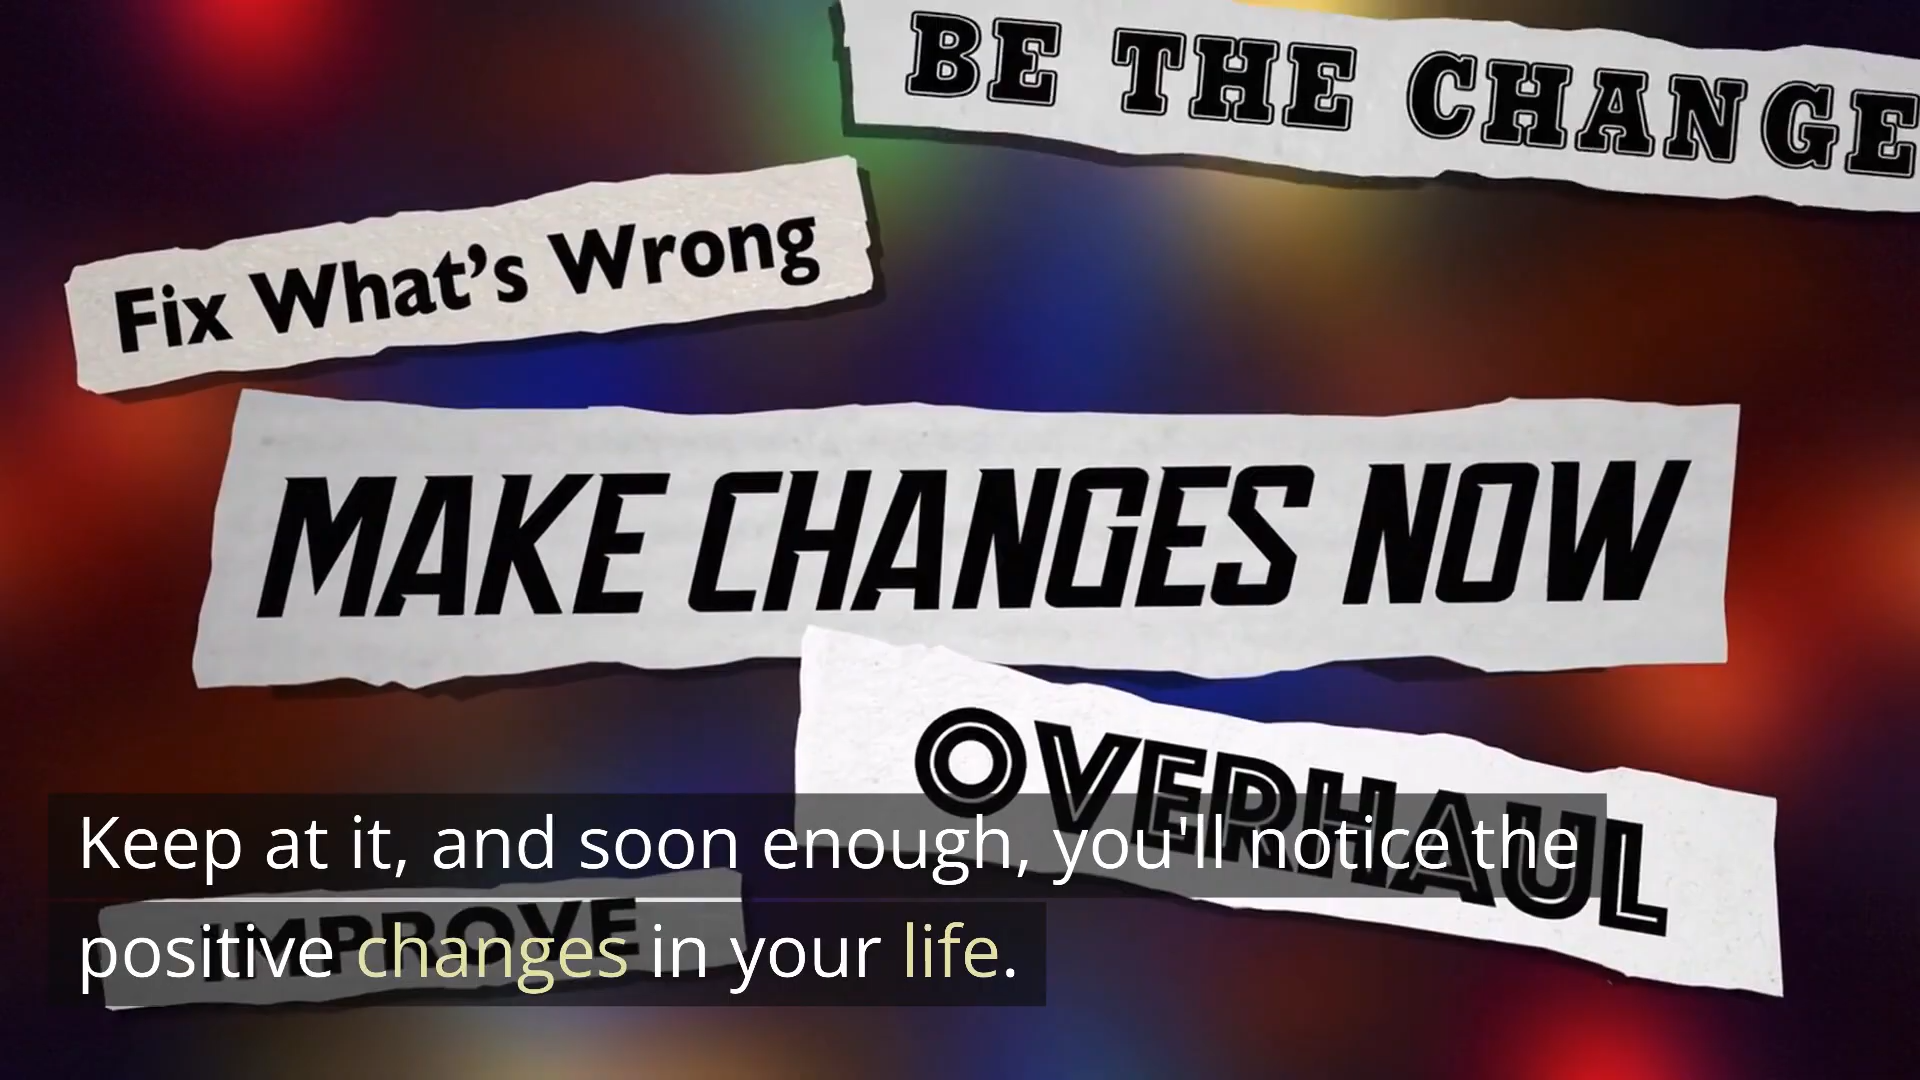 BE THE CHANGE
Fix What's Wrong
MAKE CHANGES NOW
OVERHAUL
Keep at it, and soon enough, you'll notice the
IMPROVE
positive changes in your life.